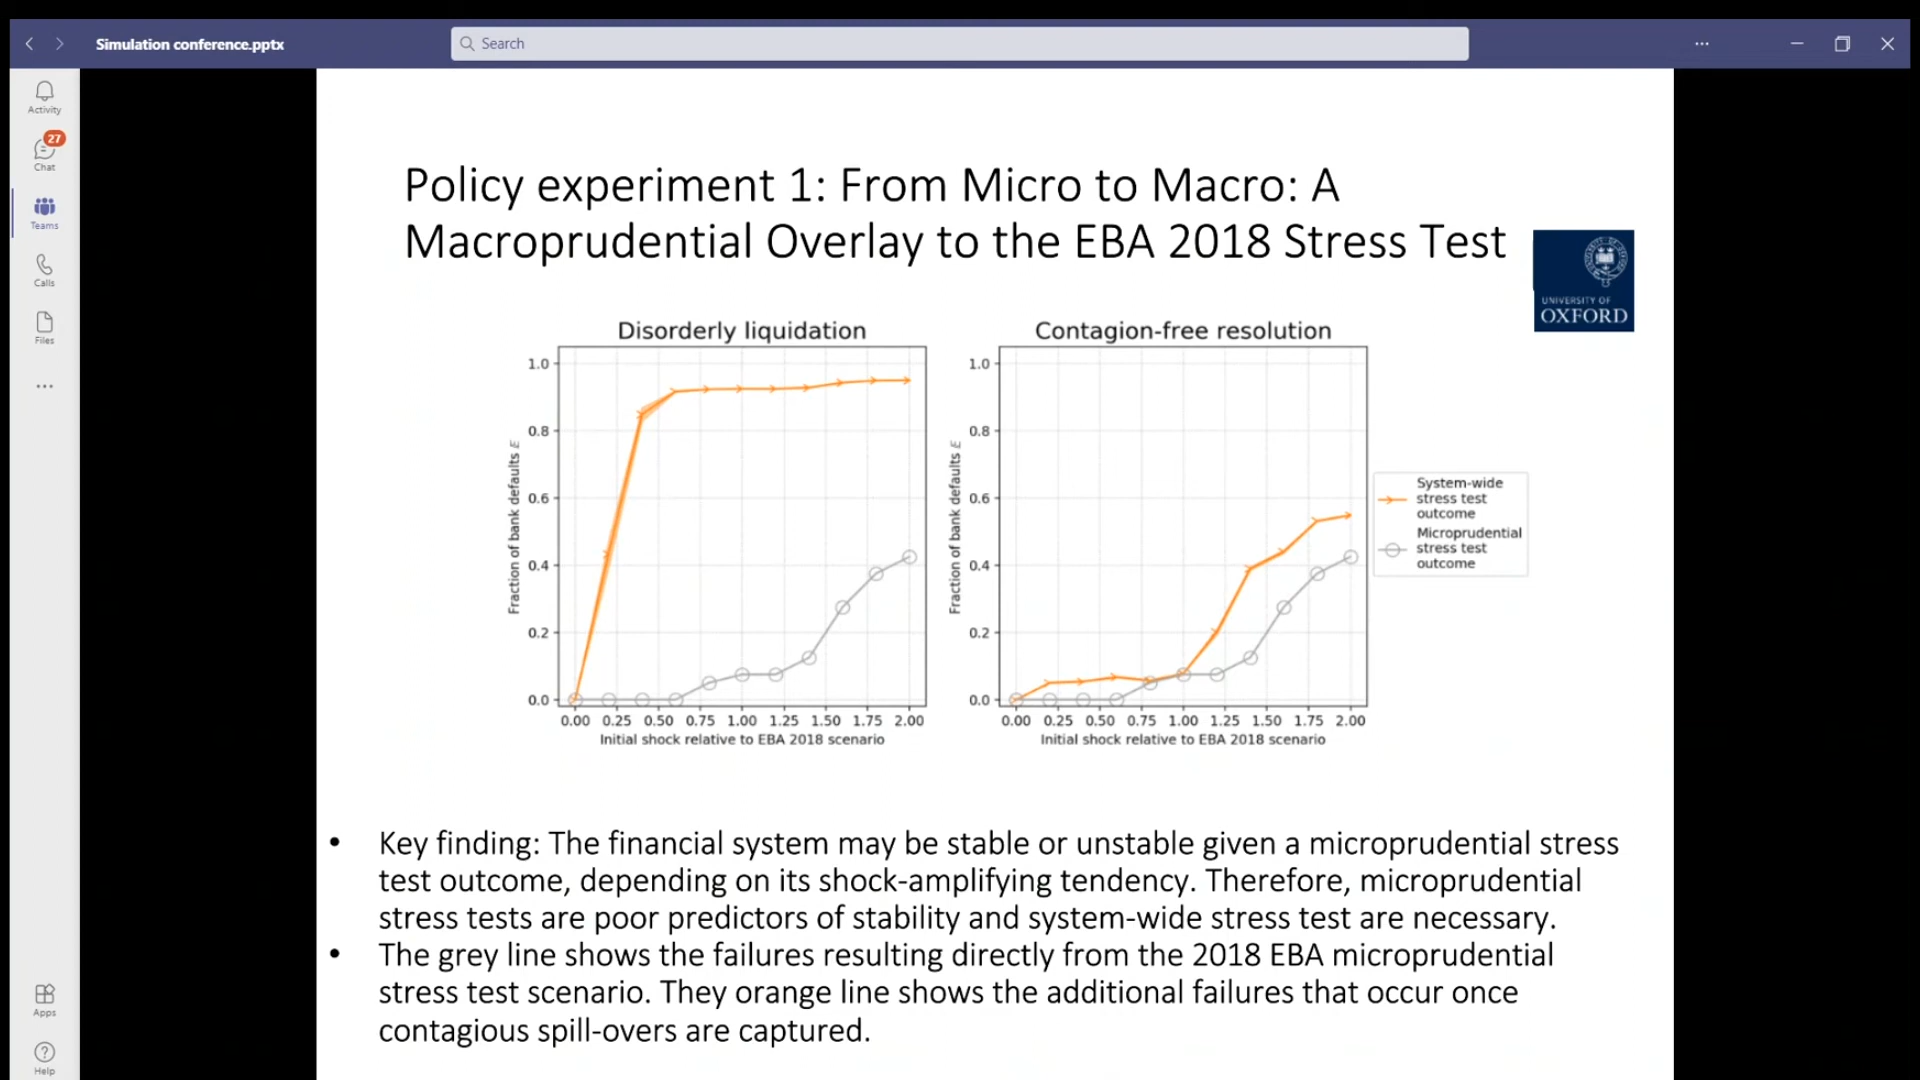 Simulation conference.pptx
Search
Activity
27
Chat
Teams
Calls
Files
Apps
Help
Policy experiment 1: From Micro to Macro: A
Macroprudential Overlay to the EBA 2018 Stress Test
UNIVERSITY OF
OXFORD
Disorderly liquidation
Fraction of bank defaults E
1.0
0.8
0.6
0.4
0.2
0.0
0.00 0.25 0.50 0.75 1.00 1.25 1.50 1.75 2.00
Initial shock relative to EBA 2018 scenario
Contagion-free resolution
Fraction of bank defaults E
1.0
0.8
0.6
0.4
0.2
0.0
0.00 0.25 0.50 0.75 1.00 1.25 1.50 1.75 2.00
Initial shock relative to EBA 2018 scenario
System-wide
stress test
outcome
Microprudential
stress test
outcome
• Key finding: The financial system may be stable or unstable given a microprudential stress
test outcome, depending on its shock-amplifying tendency. Therefore, microprudential
stress tests are poor predictors of stability and system-wide stress test are necessary.
• The grey line shows the failures resulting directly from the 2018 EBA microprudential
stress test scenario. They orange line shows the additional failures that occur once
contagious spill-overs are captured.